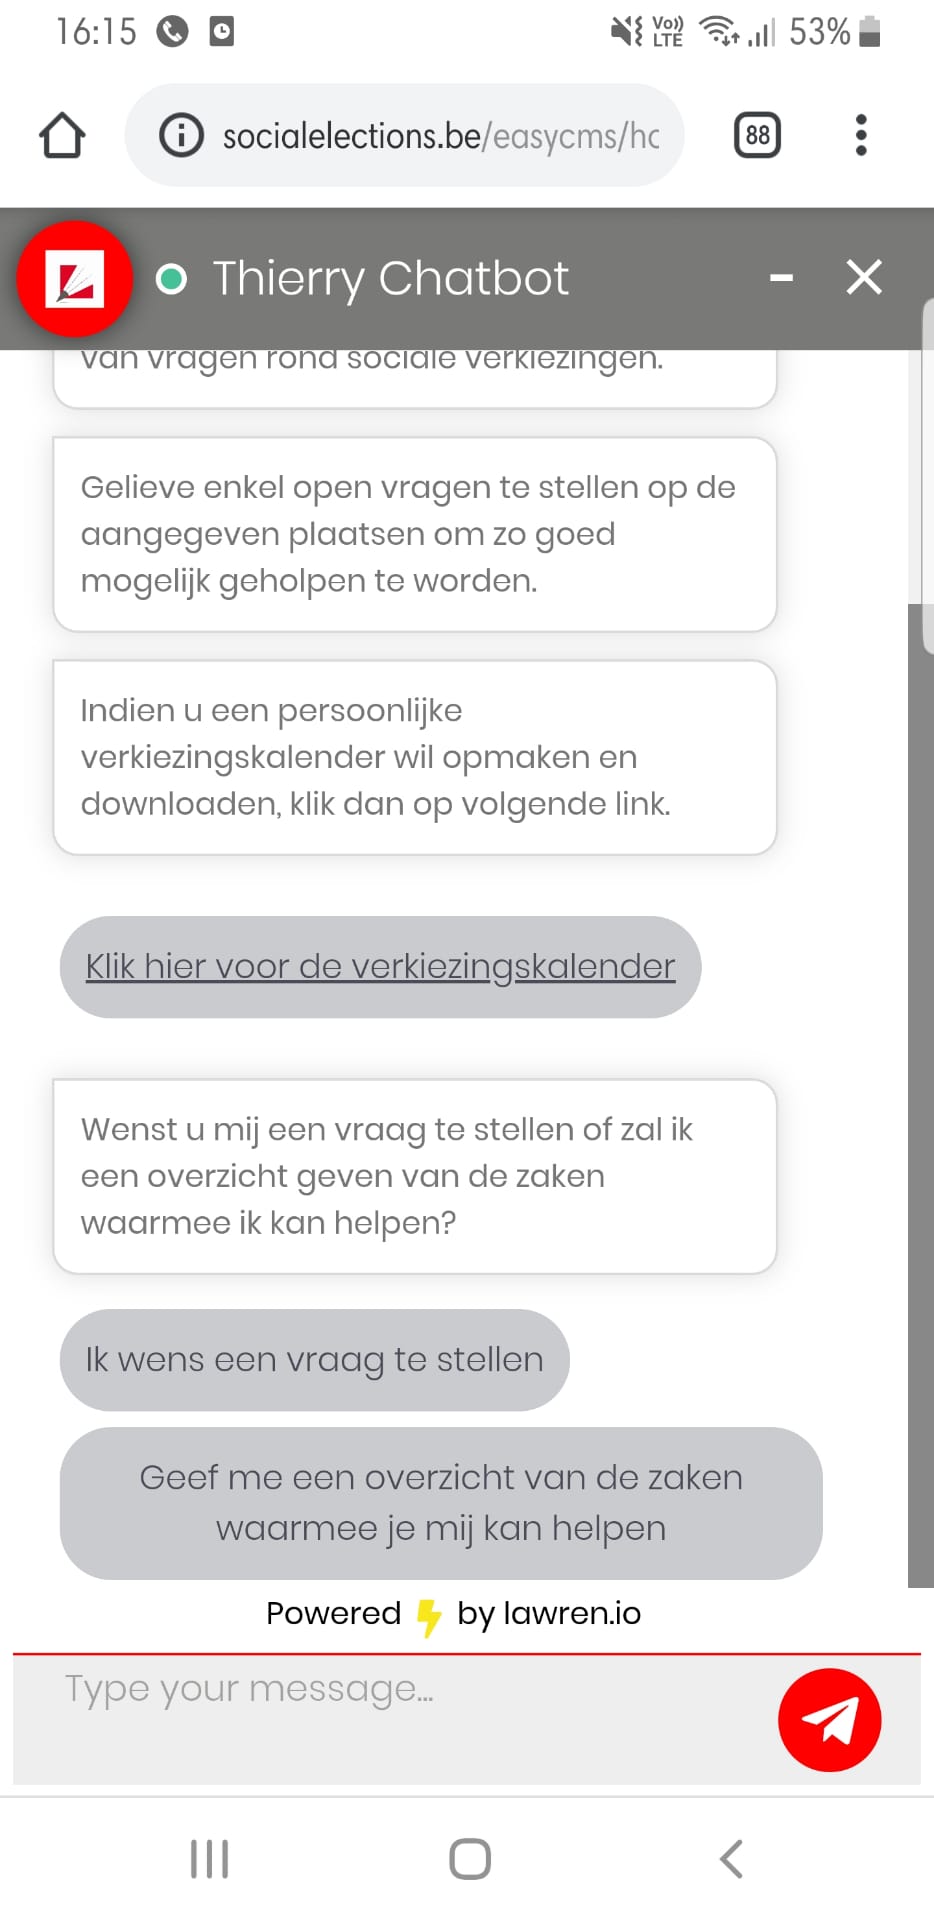 16:15
Vo))
LTE
53%
socialelections.be/easycms/hc
88
Thierry Chatbot
van vragen rond sociale verkiezingen.
Gelieve enkel open vragen te stellen op de
aangegeven plaatsen om zo goed
mogelijk geholpen te worden.
Indien u een persoonlijke
verkiezingskalender wil opmaken en
downloaden, klik dan op volgende link.
Klik hier voor de verkiezingskalender
Wenst u mij een vraag te stellen of zal ik
een overzicht geven van de zaken
waarmee ik kan helpen?
Ik wens een vraag te stellen
Geef me een overzicht van de zaken
waarmee je mij kan helpen
Powered by lawren.io
Type your message...